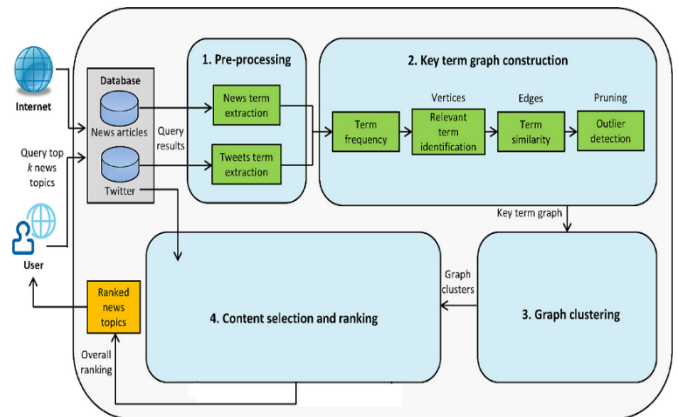 Internet
Query top
k news
topics
User
Database
News articles
Twitter
Query
results
1. Pre-processing
News term
extraction
Tweets term
extraction
2. Key term graph construction
Term
frequency
Vertices
Relevant
term
identification
Edges
Term
similarity
Pruning
Outlier
detection
Key term graph
3. Graph clustering
Graph
clusters
4. Content selection and ranking
Overall
ranking
Ranked
news
topics